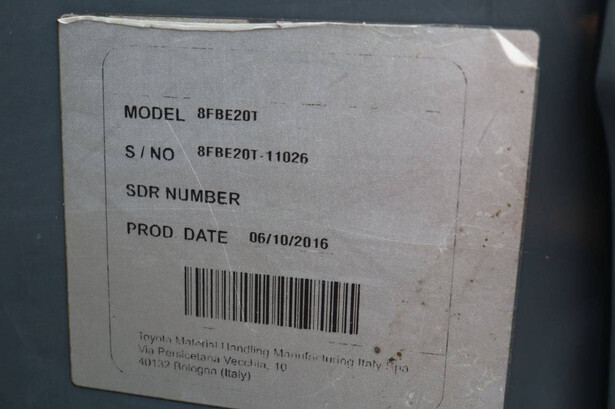 MODEL 8FBE20T
S / NO 8FBE20T-11026
SDR NUMBER
PROD. DATE 06/10/2016
Toyota Material Handling Manufacturing Italy Spa
Via Persicetana Vecchia, 10
40132 Bologna (Italy)